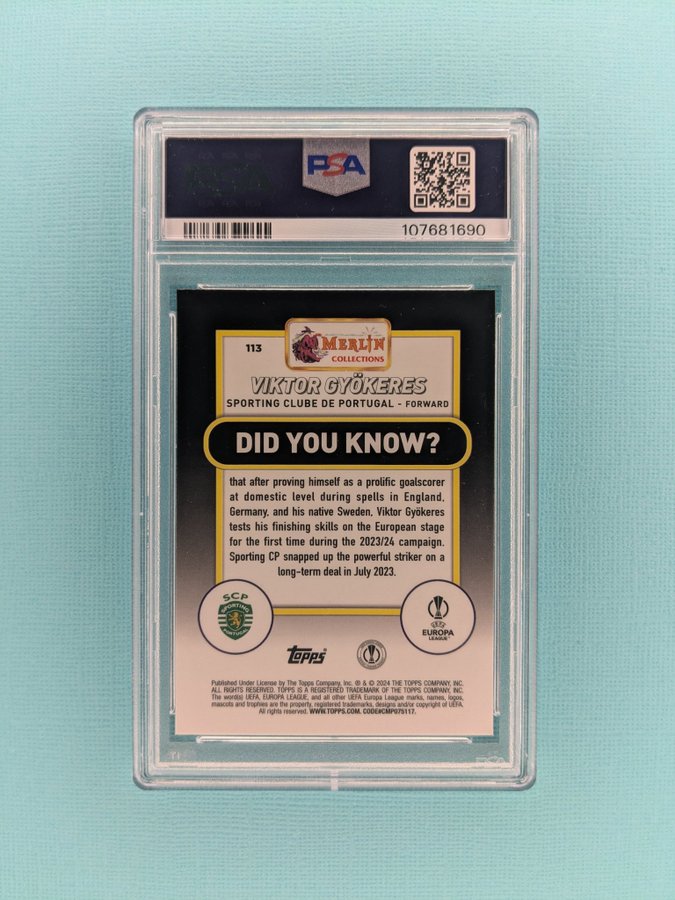 PSA
107681690
113
MERLIN
COLLECTIONS
VIKTOR GYÖKERES
SPORTING CLUBE DE PORTUGAL - FORWARD
DID YOU KNOW?
that after proving himself as a prolific goalscorer
at domestic level during spells in England,
Germany, and his native Sweden, Viktor Gyökeres
tests his finishing skills on the European stage
for the first time during the 2023/24 campaign.
Sporting CP snapped up the powerful striker on a
long-term deal in July 2023.
SCP
SPORTING
PORTUGAL
UEFA
EUROPA
LEAGUE
topps
Published Under License by The Topps Company, Inc. ® & © 2024 THE TOPPS COMPANY, INC.
ALL RIGHTS RESERVED. TOPPS IS A REGISTERED TRADEMARK OF THE TOPPS COMPANY, INC.
The word(s) UEFA, EUROPA LEAGUE, and all other UEFA Europa League marks, names, logos,
mascots and trophies are the property, registered trademarks, designs and/or copyright of UEFA.
All rights reserved. WWW.TOPPS.COM. CODE#CMP075117.